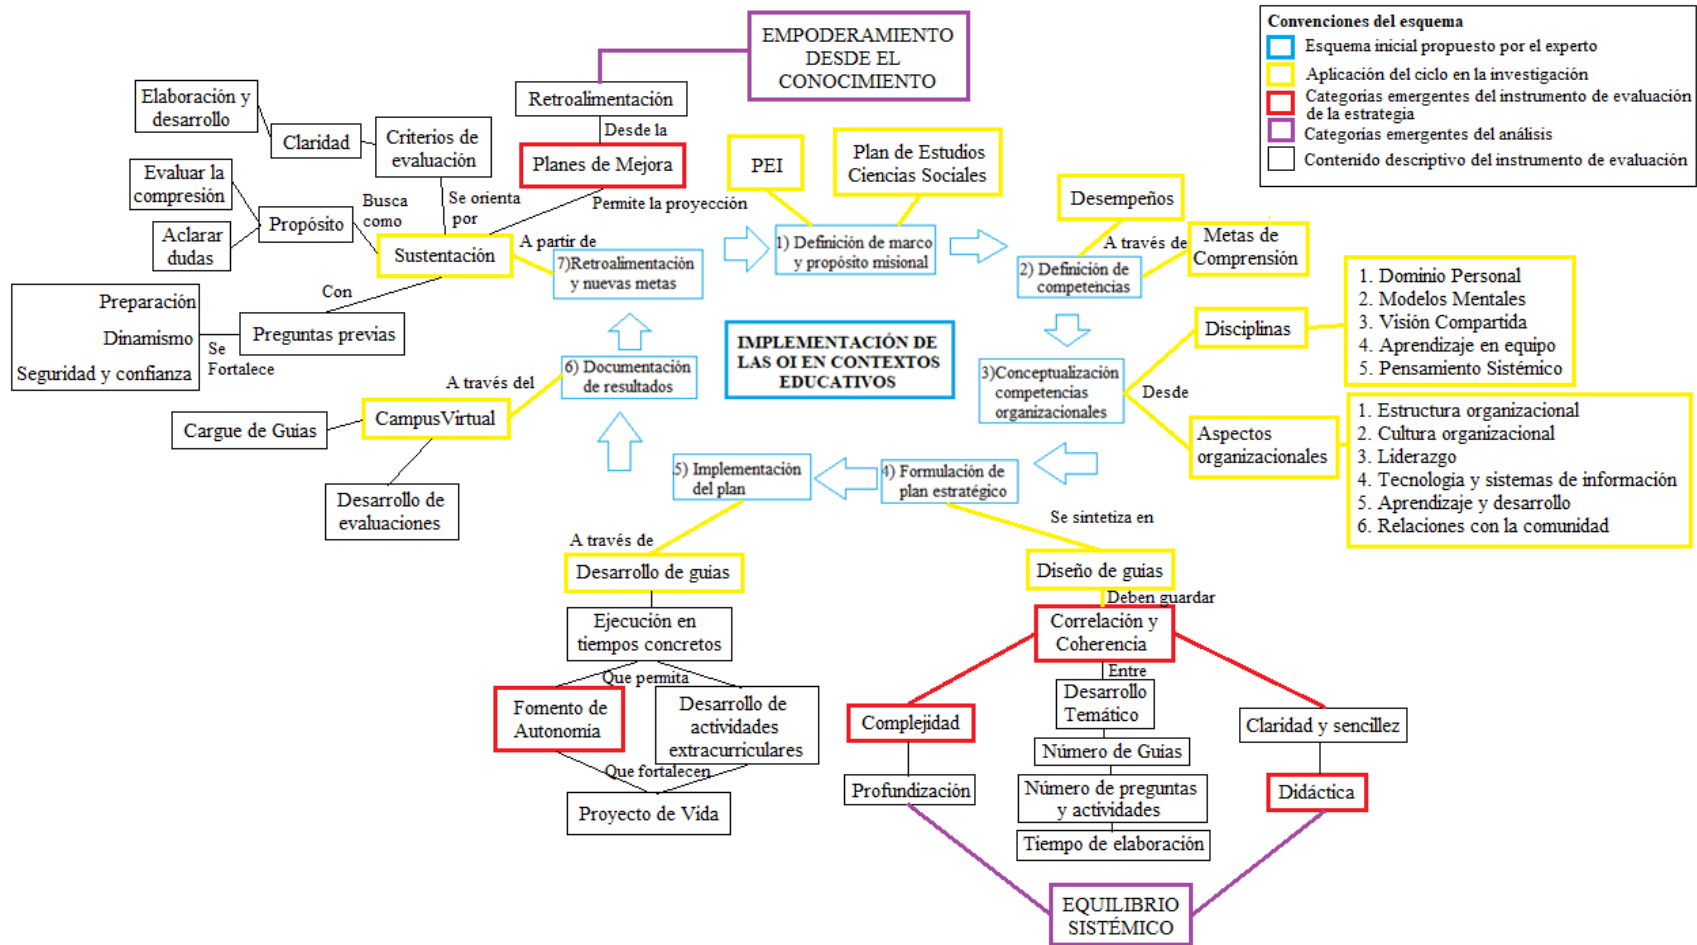 EMPODERAMIENTO
DESDE EL
CONOCIMIENTO
Convenciones del esquema
Esquema inicial propuesto por el experto
Aplicación del ciclo en la investigación
Categorías emergentes del instrumento de evaluación
de la estrategia
Categorías emergentes del análisis
Contenido descriptivo del instrumento de evaluación
Retroalimentación
Desde la
Planes de Mejora
Permite la proyección
Elaboración y
desarrollo
Claridad
Criterios de
evaluación
Se orienta
por
Evaluar la
compresión
Aclarar
dudas
Propósito
Busca
como
Sustentación
A partir de
7)Retroalimentación
y nuevas metas
Con
Preguntas previas
Se
Fortalece
Preparación
Dinamismo
Seguridad y confianza
PEI
Plan de Estudios
Ciencias Sociales
1) Definición de marco
y propósito misional
Desempeños
A través de
Metas de
Comprensión
2) Definición de
competencias
IMPLEMENTACIÓN DE
LAS OI EN CONTEXTOS
EDUCATIVOS
3)Conceptualización
competencias
organizacionales
Desde
Disciplinas
1. Dominio Personal
2. Modelos Mentales
3. Visión Compartida
4. Aprendizaje en equipo
5. Pensamiento Sistémico
Aspectos
organizacionales
1. Estructura organizacional
2. Cultura organizacional
3. Liderazgo
4. Tecnología y sistemas de información
5. Aprendizaje y desarrollo
6. Relaciones con la comunidad
6) Documentación
de resultados
A través del
CampusVirtual
Cargue de Guías
Desarrollo de
evaluaciones
5) Implementación
del plan
4) Formulación de
plan estratégico
A través de
Desarrollo de guías
Ejecución en
tiempos concretos
Que permita
Fomento de
Autonomía
Desarrollo de
actividades
extracurriculares
Que fortalecen
Proyecto de Vida
Se sintetiza en
Diseño de guías
Deben guardar
Correlación y
Coherencia
Entre
Desarrollo
Temático
Número de Guías
Número de preguntas
y actividades
Tiempo de elaboración
Complejidad
Profundización
Claridad y sencillez
Didáctica
EQUILIBRIO
SISTÉMICO